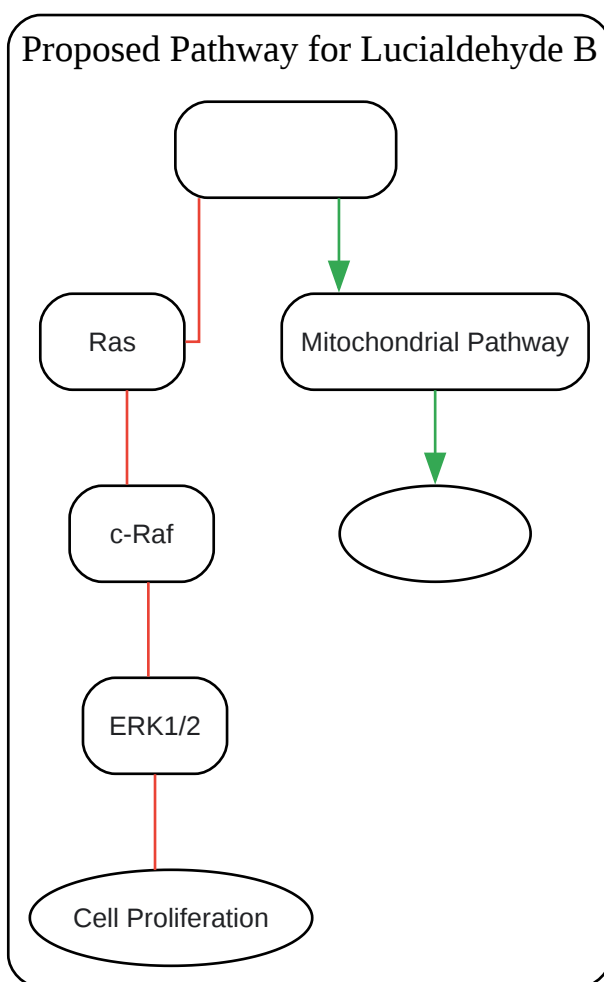 Proposed Pathway for Lucialdehyde B
Ras
Mitochondrial Pathway
c-Raf
ERK1/2
Cell Proliferation